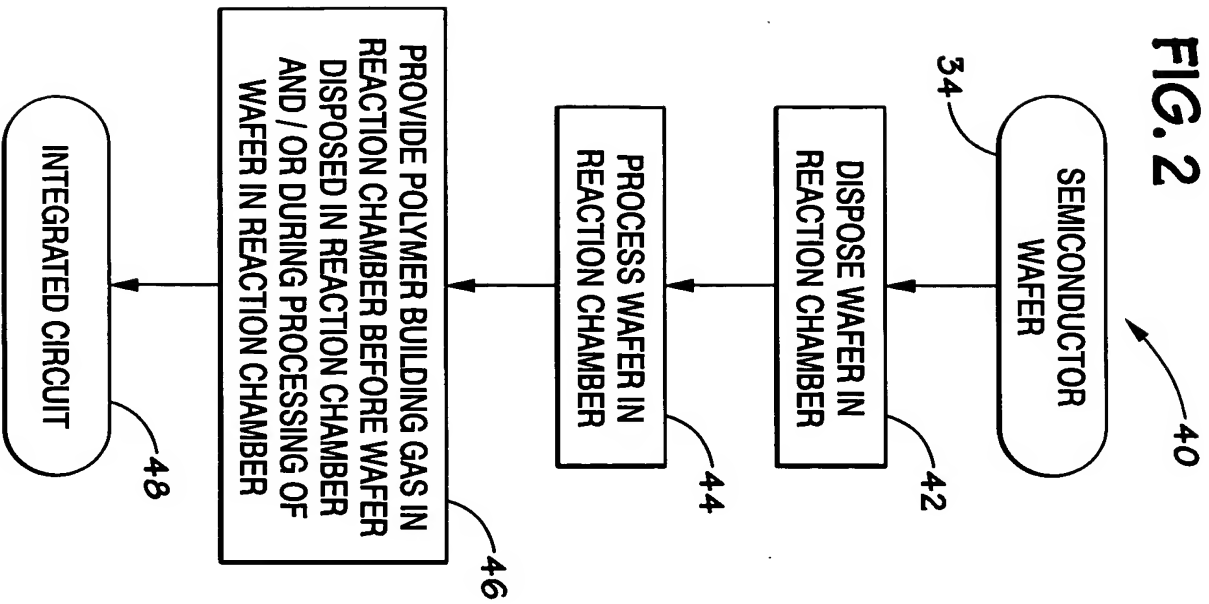 FIG. 2
40
34
SEMICONDUCTOR
WAFER
42
DISPOSE WAFER IN
REACTION CHAMBER
44
PROCESS WAFER IN
REACTION CHAMBER
46
PROVIDE POLYMER BUILDING GAS IN
REACTION CHAMBER BEFORE WAFER
DISPOSED IN REACTION CHAMBER
AND / OR DURING PROCESSING OF
WAFER IN REACTION CHAMBER
48
INTEGRATED CIRCUIT